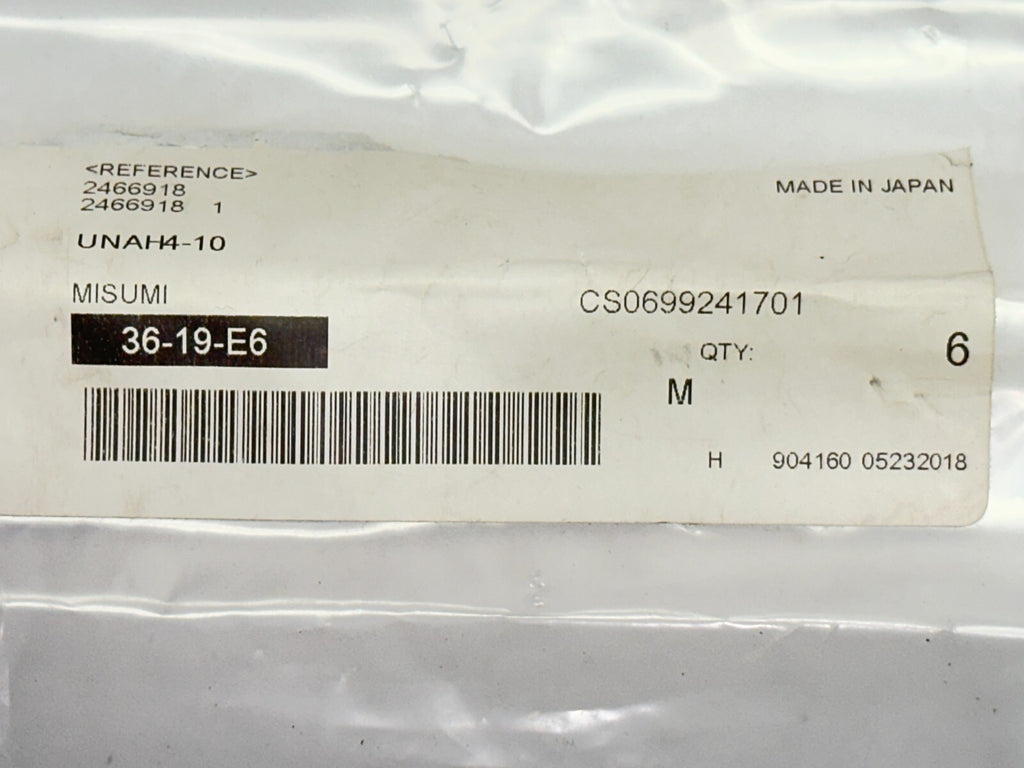 <REFERENCE>
2466918
2466918 1
MADE IN JAPAN
UNAH4-10
MISUMI
CS0699241701
36-19-E6
QTY: 6
M
H 904160 05232018